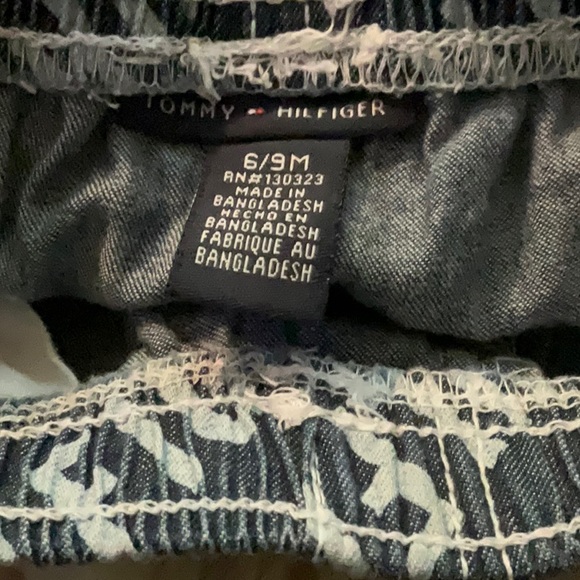 TOMMY HILFIGER
6/9M
RN#130323
MADE IN
BANGLADESH
HECHO EN
BANGLADESH
FABRIQUE AU
BANGLADESH